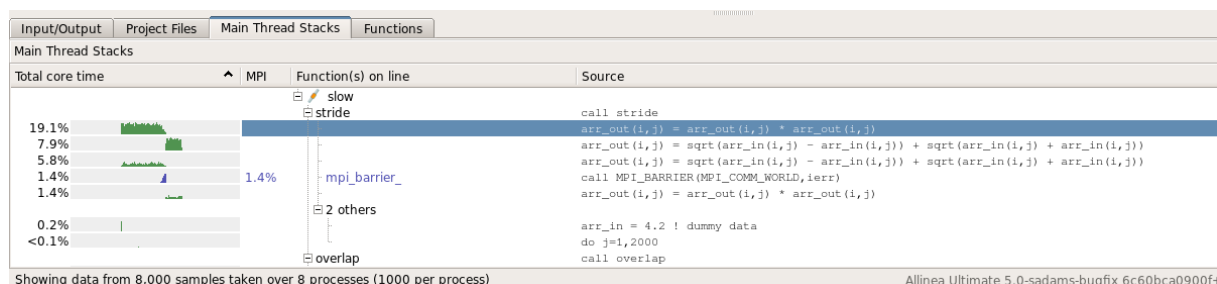 Input/Output Project Files Main Thread Stacks Functions
Main Thread Stacks
Total core time MPI Function(s) on line Source
slow
stride call stride
19.1% arr_out(i,j) = arr_out(i,j) * arr_out(i,j)
7.9% arr_out(i,j) = sqrt(arr_in(i,j) - arr_in(i,j)) + sqrt(arr_in(i,j) + arr_in(i,j))
5.8% arr_out(i,j) = sqrt(arr_in(i,j) - arr_in(i,j)) + sqrt(arr_in(i,j) + arr_in(i,j))
1.4% 1.4% mpi_barrier_ call MPI_BARRIER(MPI_COMM_WORLD,ierr)
1.4% arr_out(i,j) = arr_out(i,j) * arr_out(i,j)
2 others
0.2% arr_in = 4.2 ! dummy data
<0.1% do j=1,2000
overlap call overlap
Showing data from 8,000 samples taken over 8 processes (1000 per process) Allinea Ultimate 5.0-sadams-bugfix 6c60bca0900f+